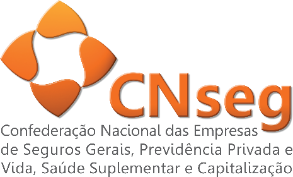 CNseg
Confederação Nacional das Empresas
de Seguros Gerais, Previdência Privada e
Vida, Saúde Suplementar e Capitalização